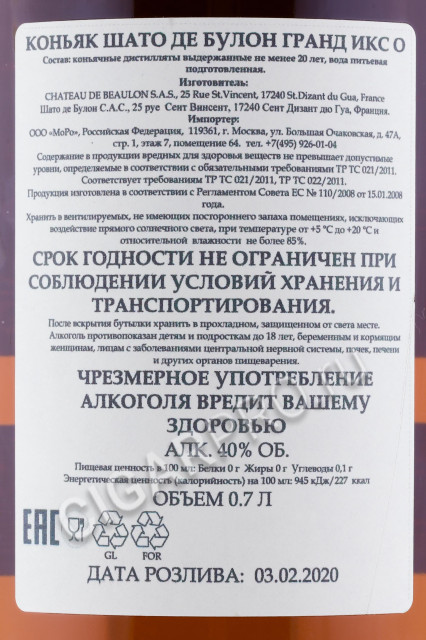 КОНЬЯК ШАТО ДЕ БУЛОН ГРАНД ИКС О
Состав: коньячные дистилляты выдержанные не менее 20 лет, вода питьевая
подготовленная.
Изготовитель:
CHATEAU DE BEAULON S.A.S., 25 Rue St.Vincent, 17240 St.Dizant du Gua, France
Шато де Булон С.А.С., 25 руе Сент Винсент, 17240 Сент Дизант дю Гуа, Франция.
Импортер:
ООО «МоРо», Российская Федерация, 119361, г. Москва, ул. Большая Очаковская, д. 47А,
стр. 1, этаж 7, помещение 64. тел. +7(495) 926-01-04
Содержание в продукции вредных для здоровья веществ не превышает допустимые
уровни, определяемые в соответствии с обязательными требованиями ТР ТС 021/2011.
Соответствует требованиям ТР ТС 021/2011, ТР ТС 022/2011.
Продукция изготовлена в соответствии с Регламентом Совета ЕС № 110/2008 от 15.01.2008
года.
Хранить в вентилируемых, не имеющих постороннего запаха помещениях, исключающих
воздействие прямого солнечного света, при температуре от +5 °С до +20 °С и
относительной влажности не более 85%.
СРОК ГОДНОСТИ НЕ ОГРАНИЧЕН ПРИ
СОБЛЮДЕНИИ УСЛОВИЙ ХРАНЕНИЯ И
ТРАНСПОРТИРОВАНИЯ.
После вскрытия бутылки хранить в прохладном, защищенном от света месте.
Алкоголь противопоказан детям и подросткам до 18 лет, беременным и кормящим
женщинам, лицам с заболеваниями центральной нервной системы, почек, печени
и других органов пищеварения.
ЧРЕЗМЕРНОЕ УПОТРЕБЛЕНИЕ
АЛКОГОЛЯ ВРЕДИТ ВАШЕМУ
ЗДОРОВЬЮ
АЛК. 40% ОБ.
Пищевая ценность в 100 мл: Белки 0 г Жиры 0 г Углеводы 0,1 г
Энергетическая ценность (калорийность) на 100 мл: 945 кДж/227 ккал
ОБЪЕМ 0.7 Л
EAC
GL FOR
ДАТА РОЗЛИВА: 03.02.2020
CIGARPRO.RU